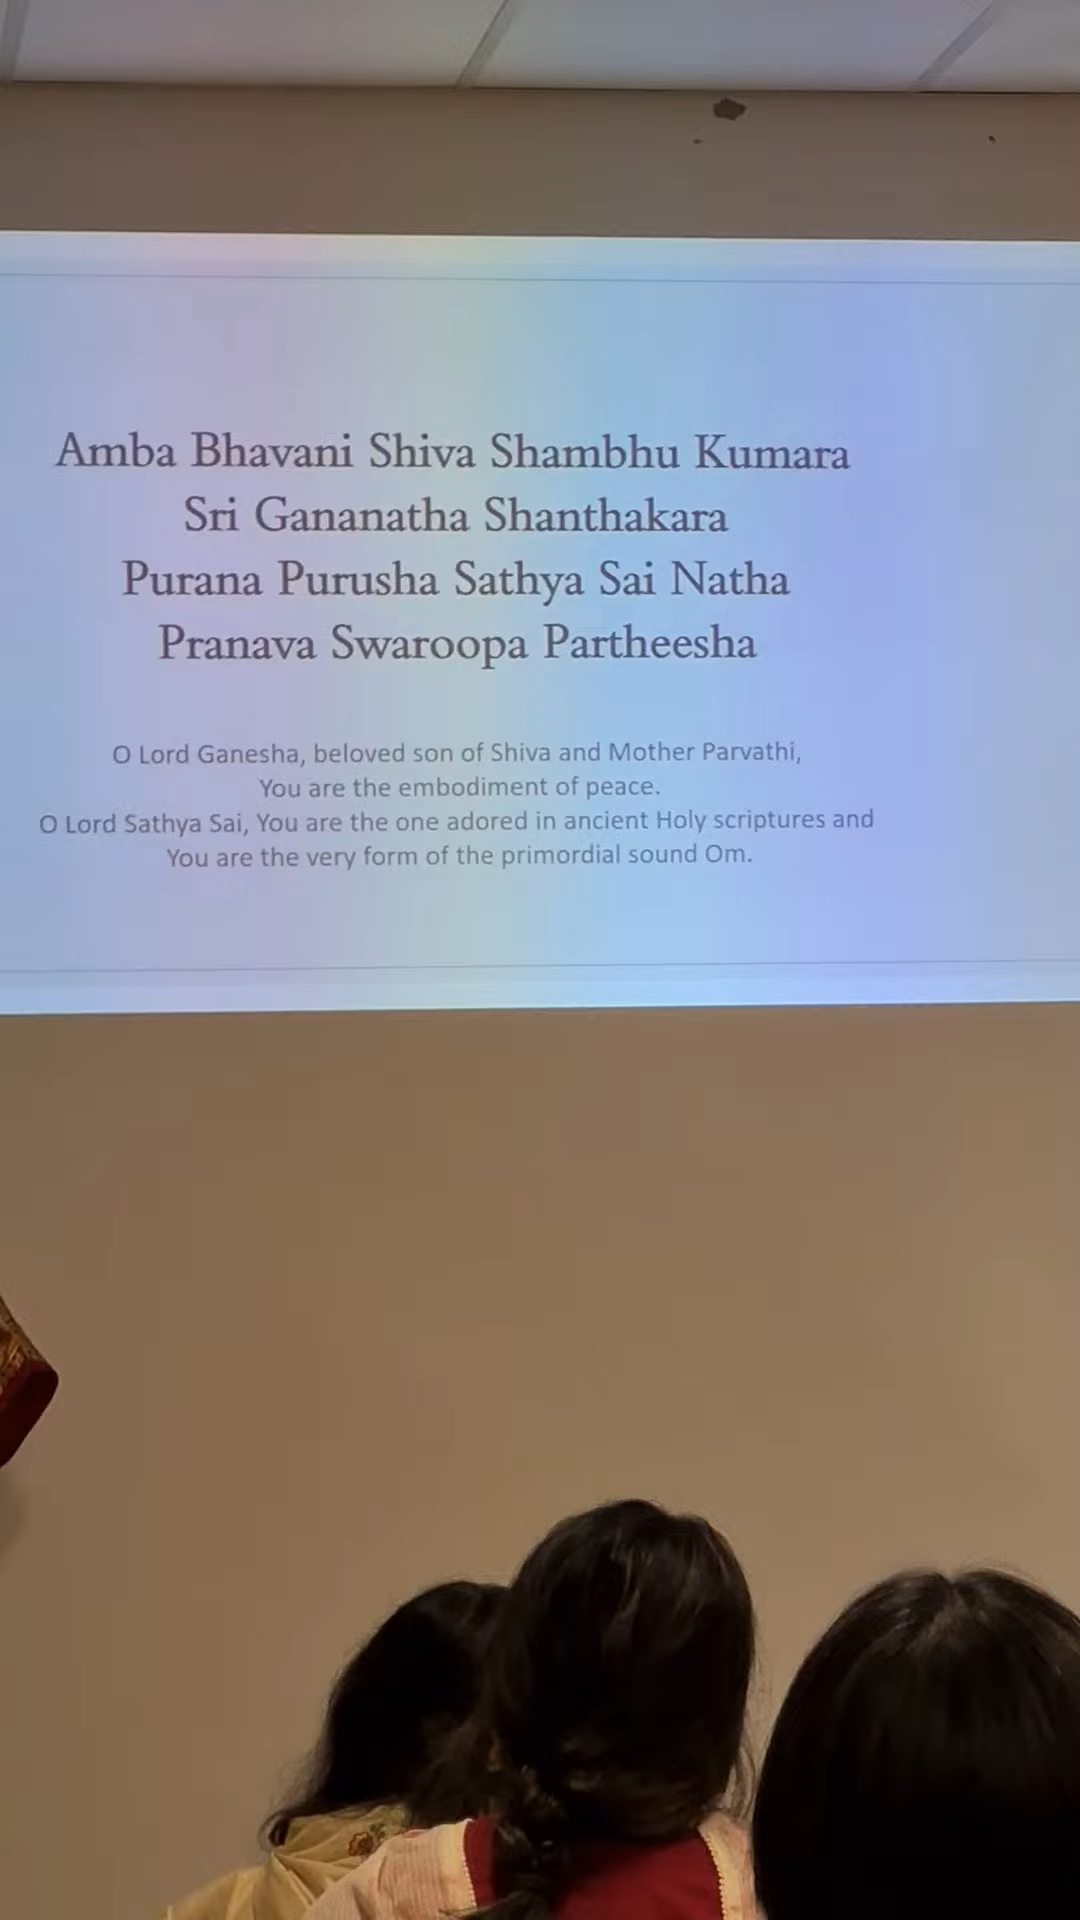 Amba Bhavani Shiva Shambhu Kumara
Sri Gananatha Shanthakara
Purana Purusha Sathya Sai Natha
Pranava Swaroopa Partheesha
O Lord Ganesha, beloved son of Shiva and Mother Parvathi,
You are the embodiment of peace.
O Lord Sathya Sai, You are the one adored in ancient Holy scriptures and
You are the very form of the primordial sound Om.